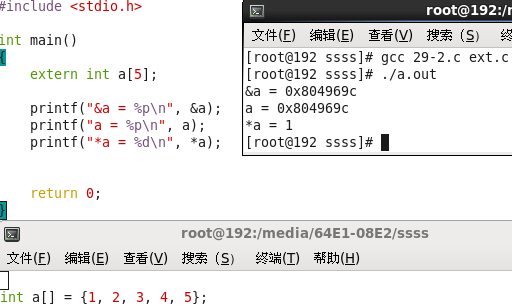 #include <stdio.h>
int main()
{
extern int a[5];
printf("&a = %p\n", &a);
printf("a = %p\n", a);
printf("*a = %d\n", *a);
return 0;
}
root@192:/
文件(F) 编辑(E) 查看(V) 搜索 (S)
[root@192 ssss]# gcc 29-2.c ext.c
[root@192 ssss]# ./a.out
&a = 0x804969c
a = 0x804969c
*a = 1
[root@192 ssss]#
root@192:/media/64E1-08E2/ssss
文件(F) 编辑(E) 查看(V) 搜索 (S) 终端(T) 帮助(H)
int a[] = {1, 2, 3, 4, 5};